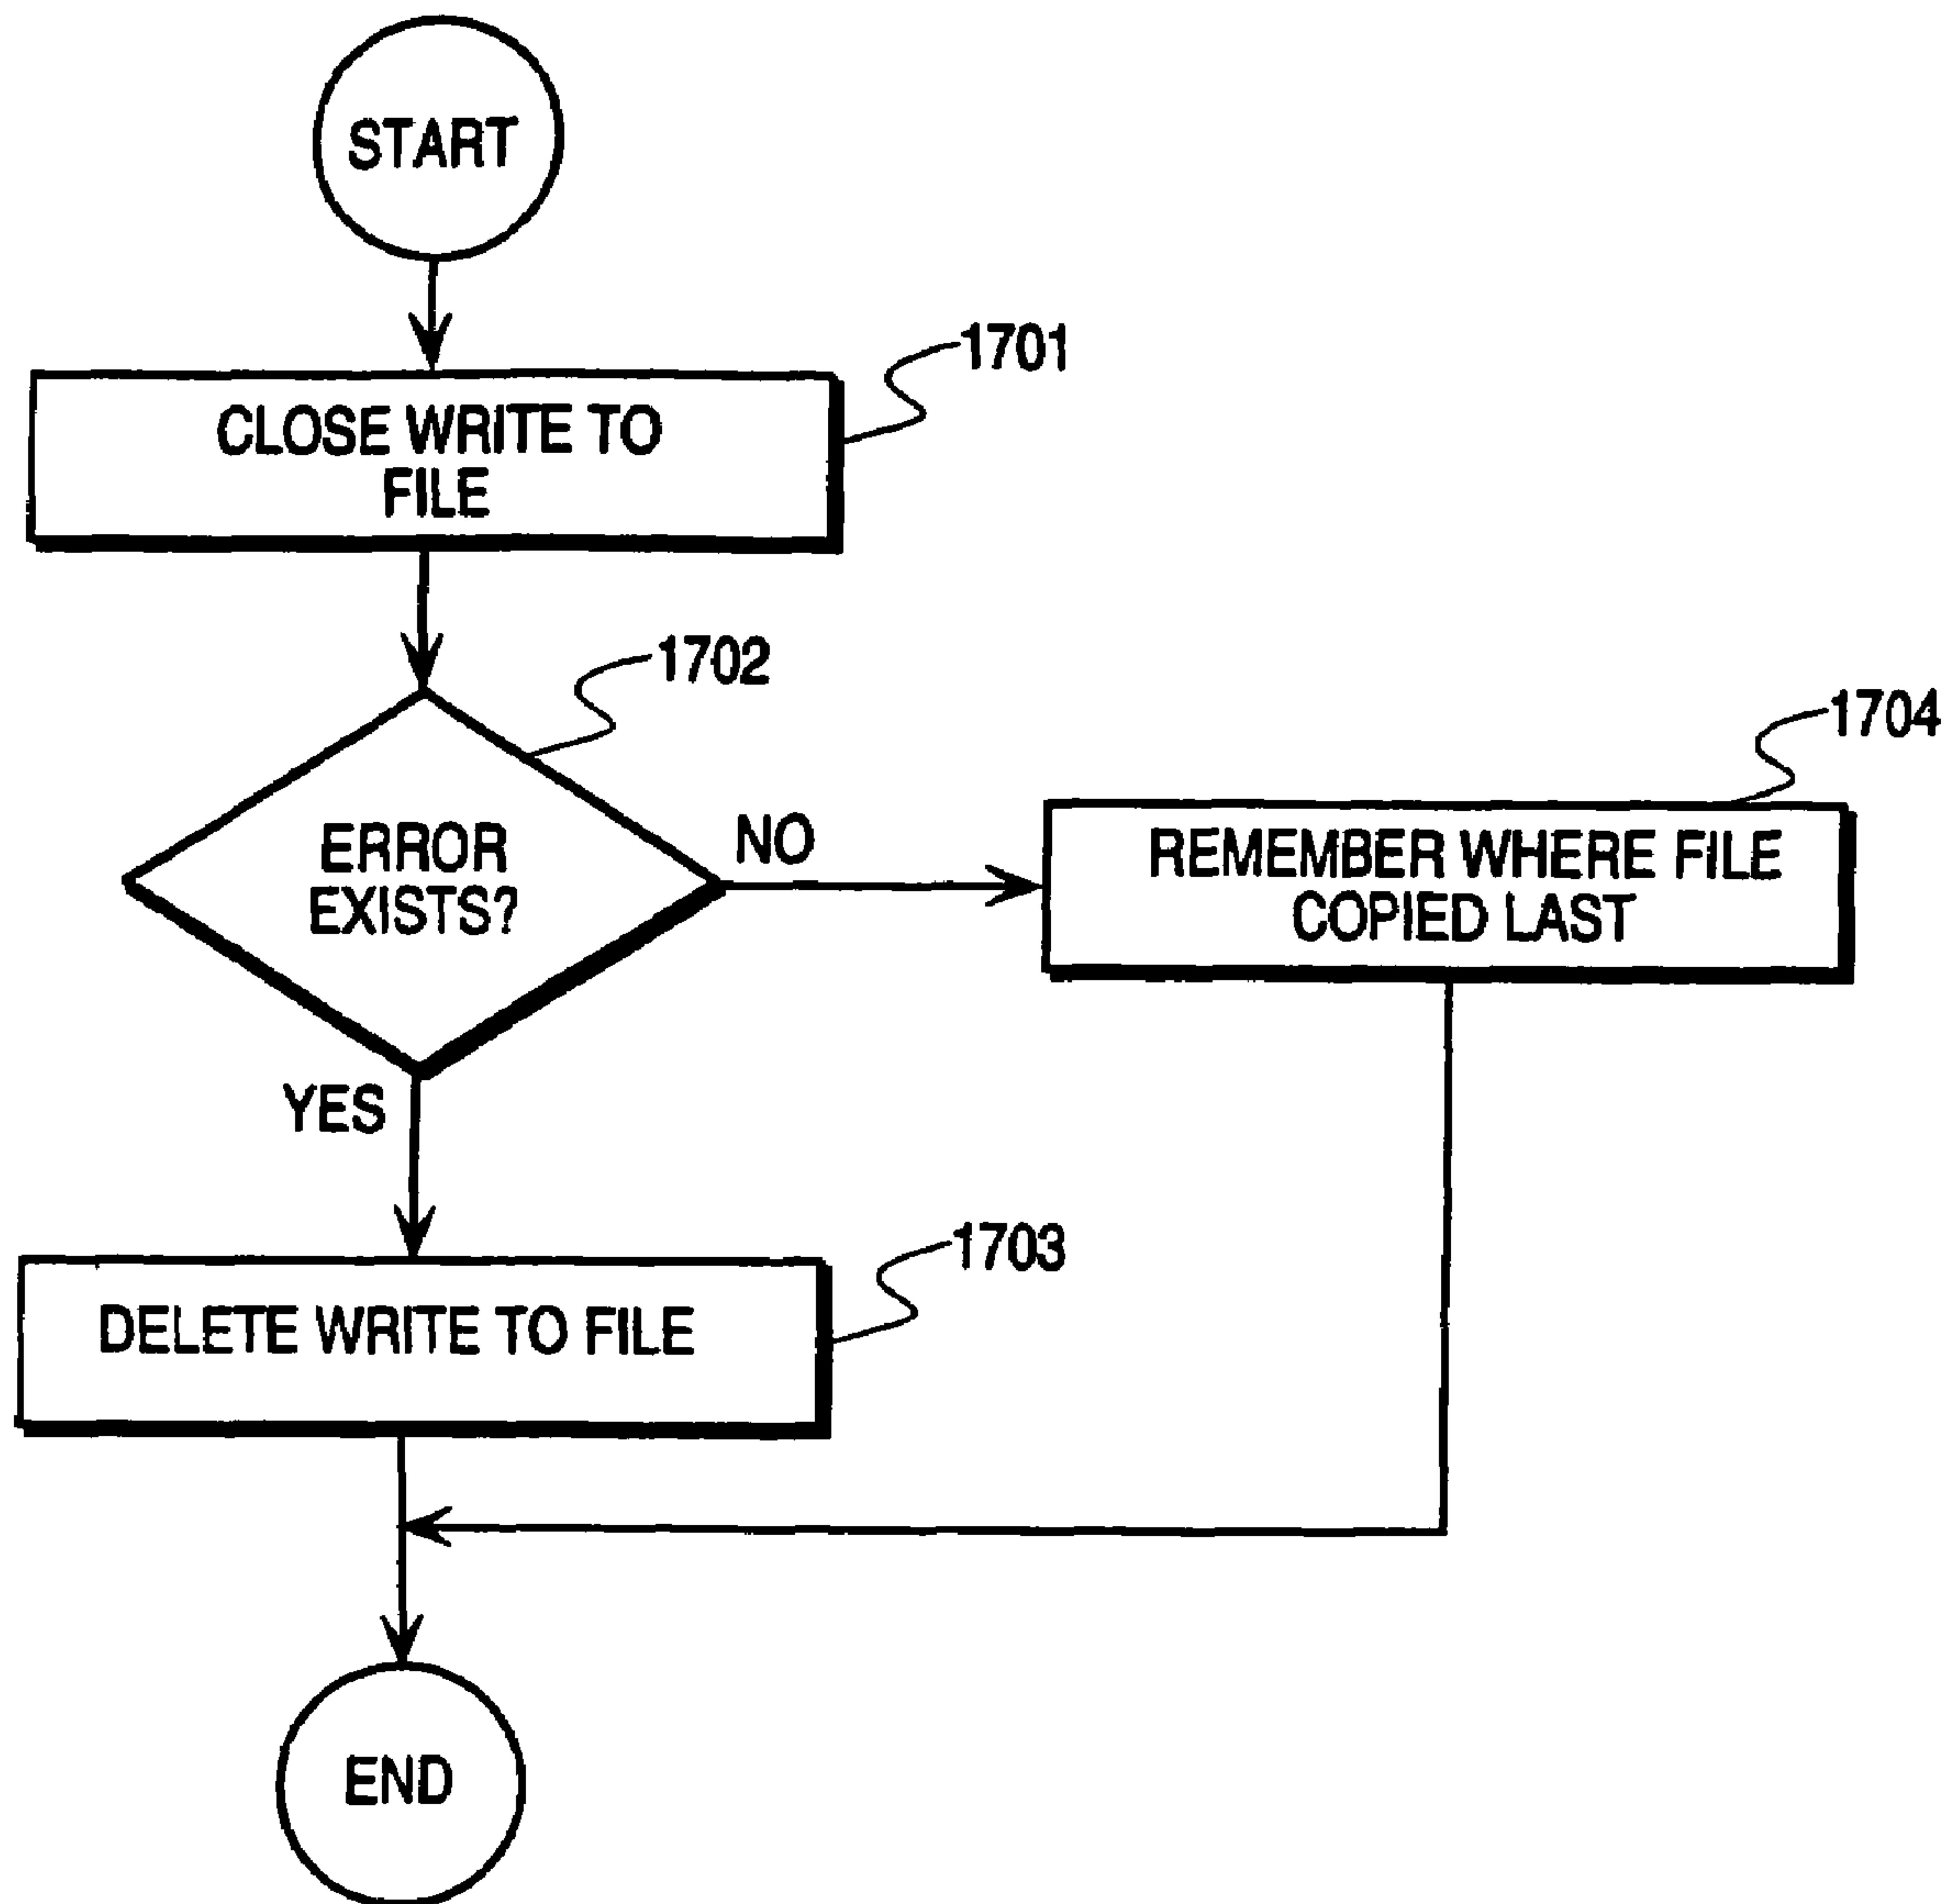 START
1701
CLOSE WRITE TO
FILE
1702
1704
ERROR
EXISTS?
NO
REMEMBER WHERE FILE
COPIED LAST
YES
1703
DELETE WRITE TO FILE
END